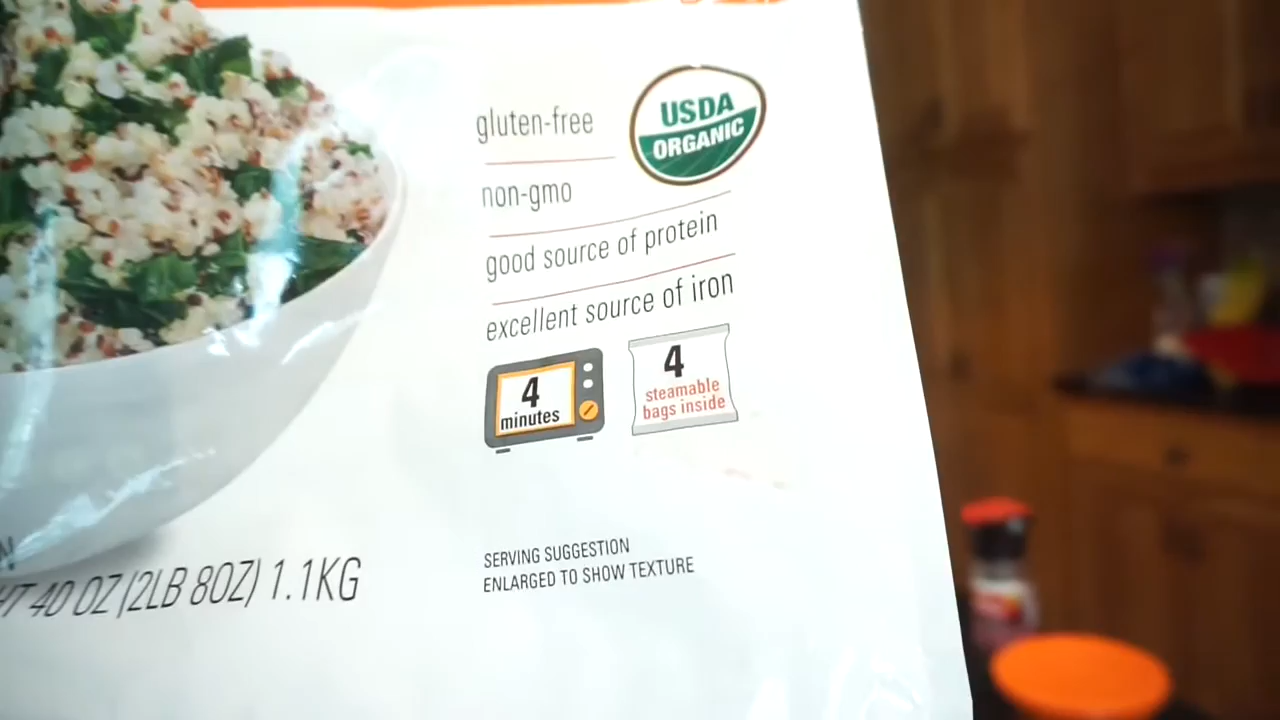 gluten-free
USDA
ORGANIC
non-gmo
good source of protein
excellent source of iron
4
minutes
4
steamable
bags inside
SERVING SUGGESTION
ENLARGED TO SHOW TEXTURE
40 OZ (2LB 8OZ) 1.1KG